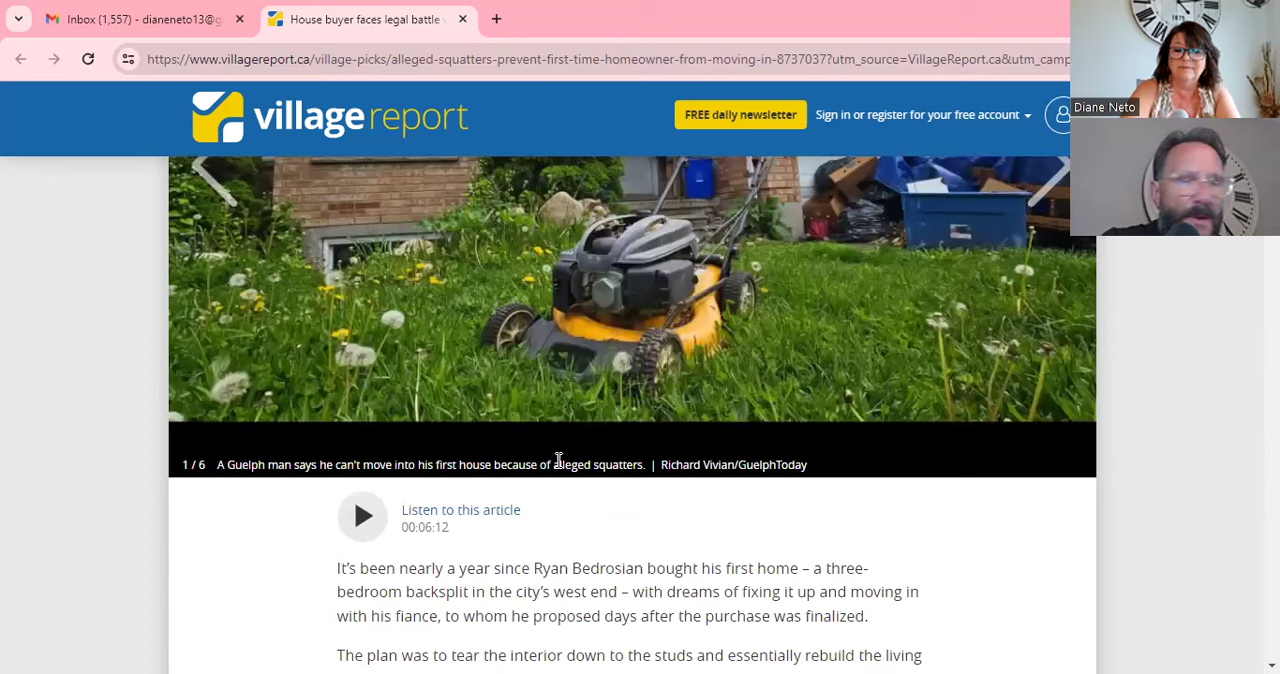 Inbox (1,557) - dianeneto13@g
House buyer faces legal battle
https://www.villagereport.ca/village-picks/alleged-squatters-prevent-first-time-homeowner-from-moving-in-8737037?utm_source=VillageReport.ca&utm_camp
Diane Neto
village report
FREE daily newsletter
Sign in or register for your free account
1 / 6 A Guelph man says he can't move into his first house because of alleged squatters. | Richard Vivian/GuelphToday
Listen to this article
00:06:12
It's been nearly a year since Ryan Bedrosian bought his first home – a three-
bedroom backsplit in the city's west end – with dreams of fixing it up and moving in
with his fiance, to whom he proposed days after the purchase was finalized.
The plan was to tear the interior down to the studs and essentially rebuild the living